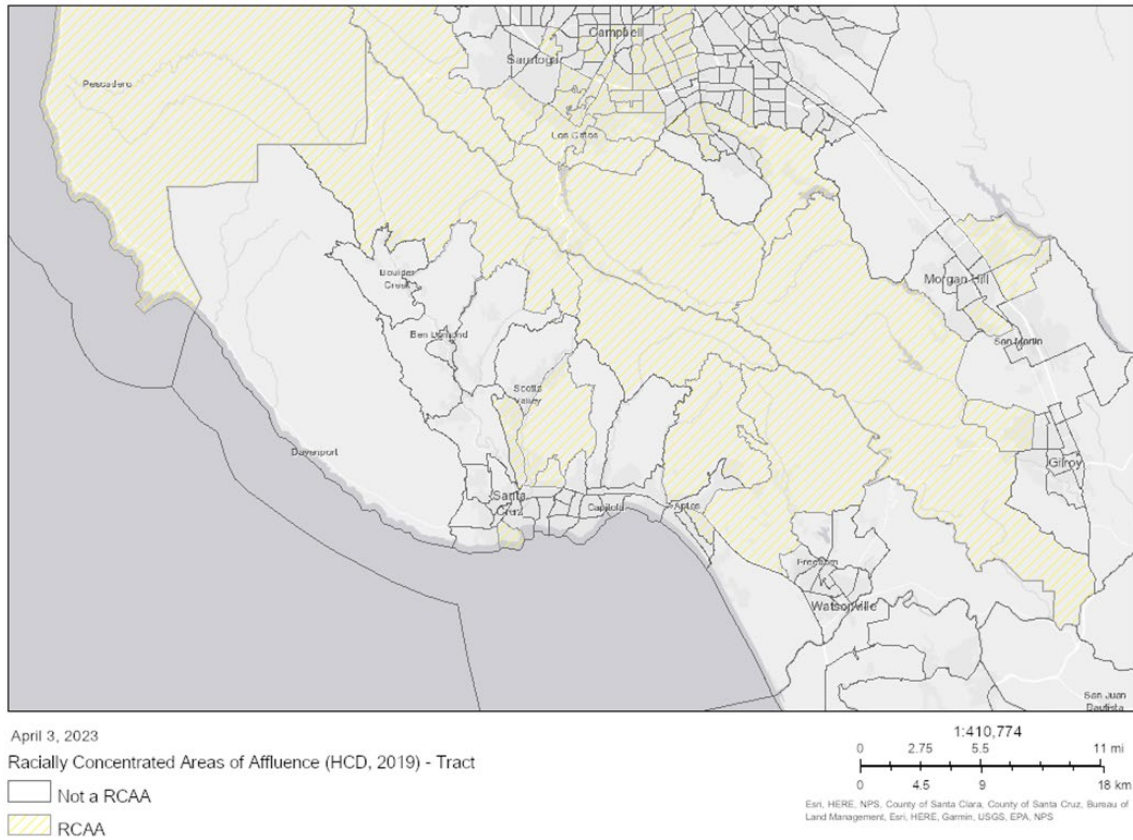 Campbell
Saratoga
Pescadero
Los Gatos
Boulder
Creek
Morgan Hill
Ben Lomond
San Martin
Scotts
Valley
Davenport
Gilroy
Santa
Cruz
Capitola
Aptos
Freedom
Watsonville
San Juan
Bautista
April 3, 2023
Racially Concentrated Areas of Affluence (HCD, 2019) - Tract
Not a RCAA
RCAA
1:410,774
0 2.75 5.5 11 mi
0 4.5 9 18 km
Esri, HERE, NPS, County of Santa Clara, County of Santa Cruz, Bureau of
Land Management, Esri, HERE, Garmin, USGS, EPA, NPS